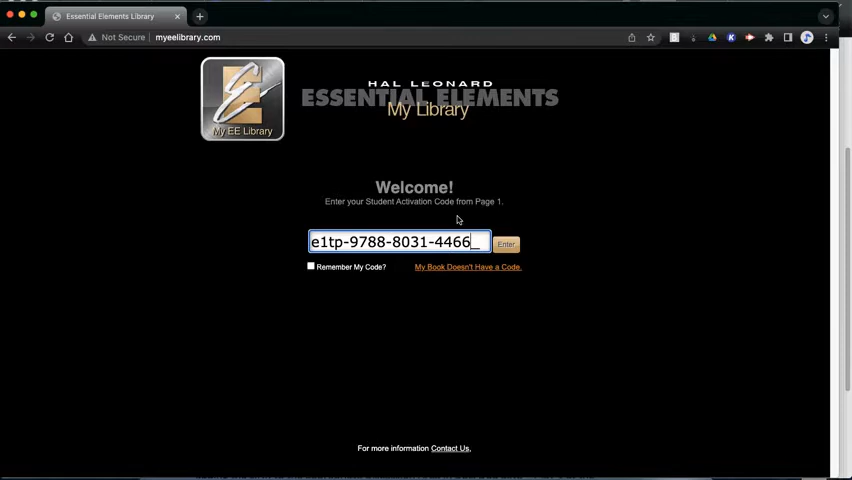 Essential Elements Library
Not Secure myeelibrary.com
HAL LEONARD
ESSENTIAL ELEMENTS
My Library
My EE Library
Welcome!
Enter your Student Activation Code from Page 1.
e1tp-9788-8031-4466_
Enter
Remember My Code?
My Book Doesn't Have a Code.
For more information Contact Us.